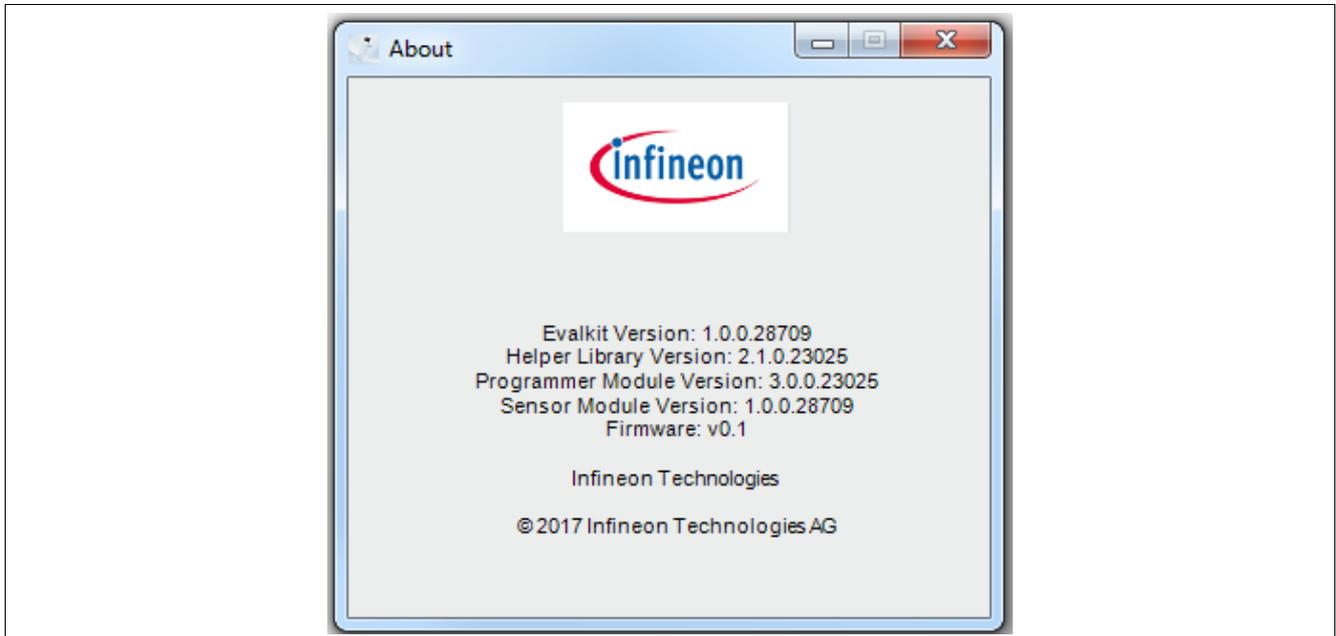 About
infineon
Evalkit Version: 1.0.0.28709
Helper Library Version: 2.1.0.23025
Programmer Module Version: 3.0.0.23025
Sensor Module Version: 1.0.0.28709
Firmware: v0.1
Infineon Technologies
© 2017 Infineon Technologies AG